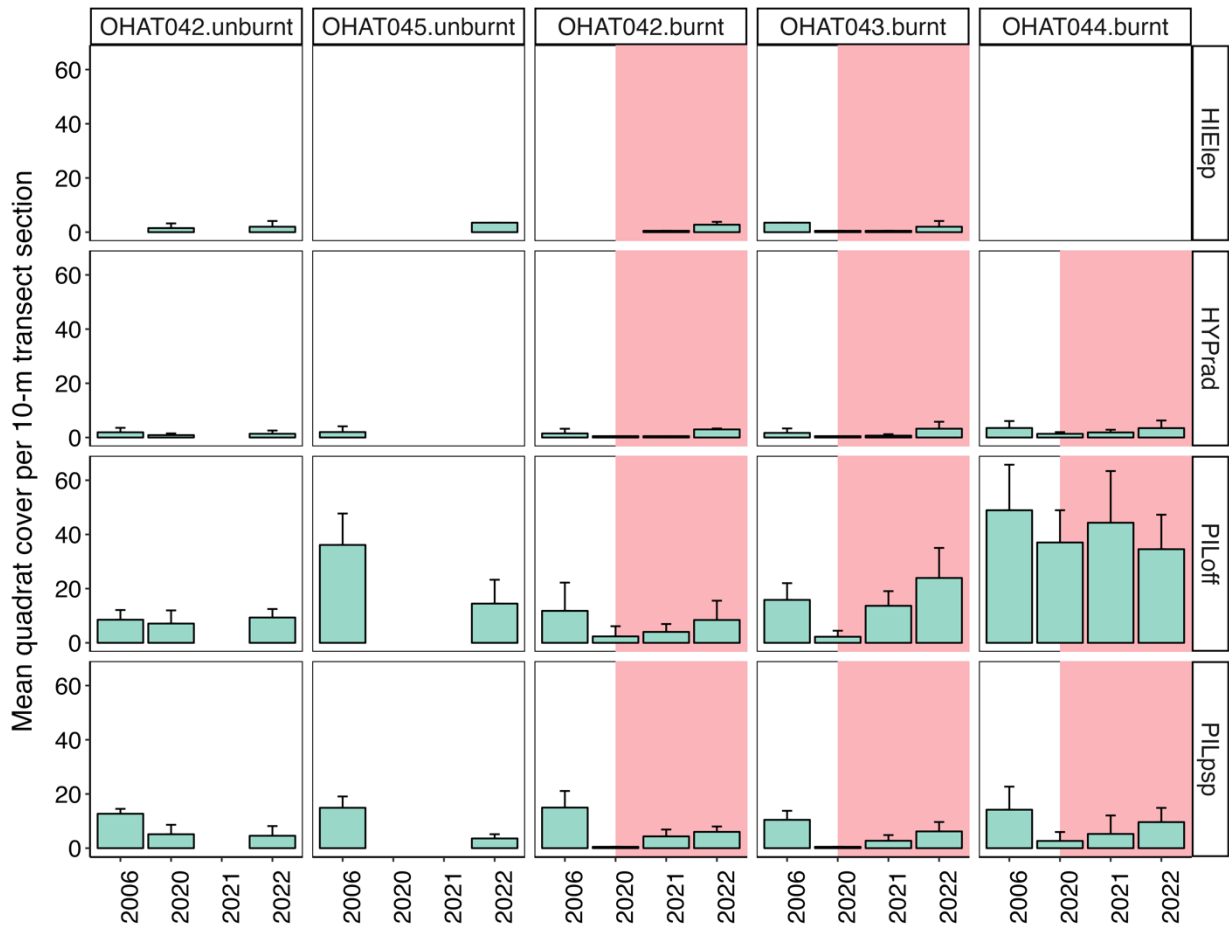 OHAT042.unburnt OHAT045.unburnt OHAT042.burnt OHAT043.burnt OHAT044.burnt
Mean quadrat cover per 10-m transect section
60
40
20
0
HIElep
60
40
20
0
HYPrad
60
40
20
0
PILoff
60
40
20
0
PILpsp
2006 2020 2021 2022 2006 2020 2021 2022 2006 2020 2021 2022 2006 2020 2021 2022 2006 2020 2021 2022